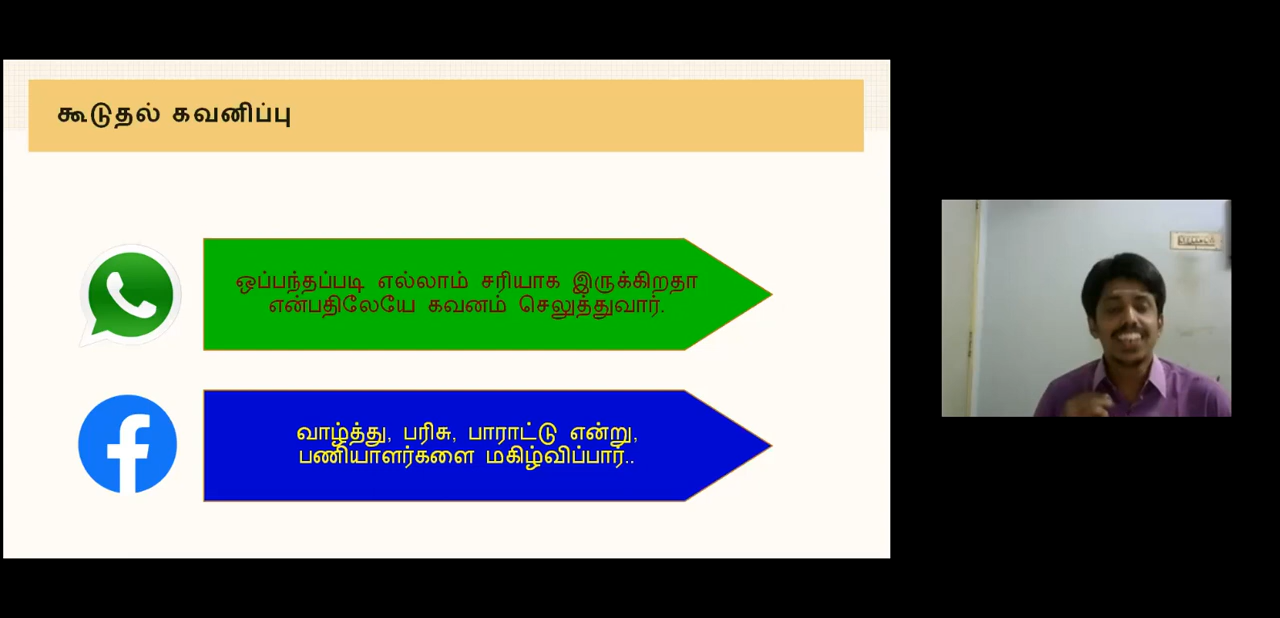 கூடுதல் கவனிப்பு
ஒப்பந்தப்படி எல்லாம் சரியாக இருக்கிறதா
என்பதிலேயே கவனம் செலுத்துவார்.
வாழ்த்து, பரிசு, பாராட்டு என்று,
பணியாளர்களை மகிழ்விப்பார்..